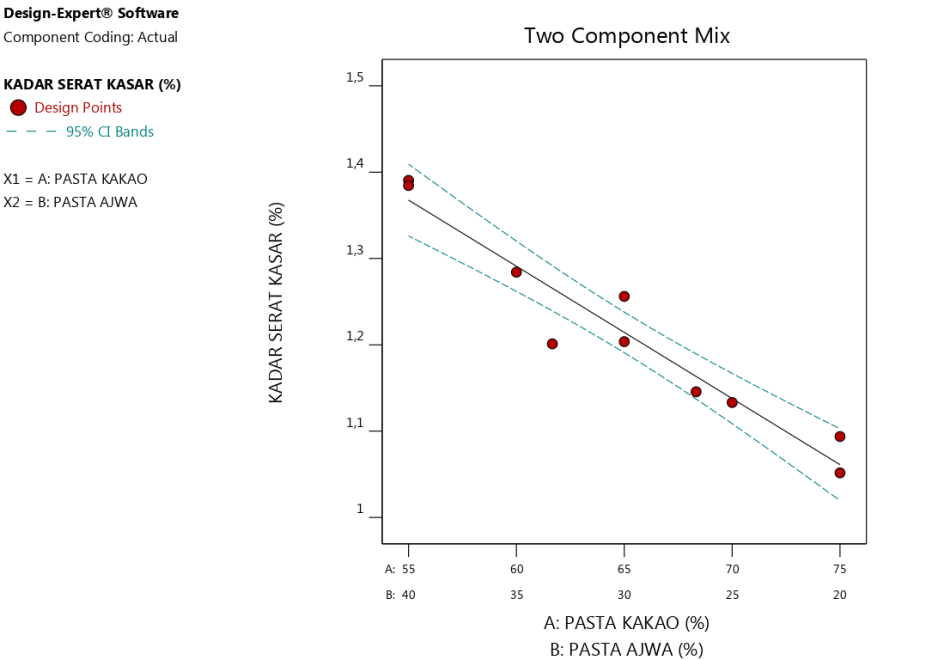 Design-Expert® Software
Component Coding: Actual
KADAR SERAT KASAR (%)
Design Points
95% CI Bands
X1 = A: PASTA KAKAO
X2 = B: PASTA AJWA
Two Component Mix
KADAR SERAT KASAR (%)
1,5
1,4
1,3
1,2
1,1
1
A: 55 60 65 70 75
B: 40 35 30 25 20
A: PASTA KAKAO (%)
B: PASTA AJWA (%)